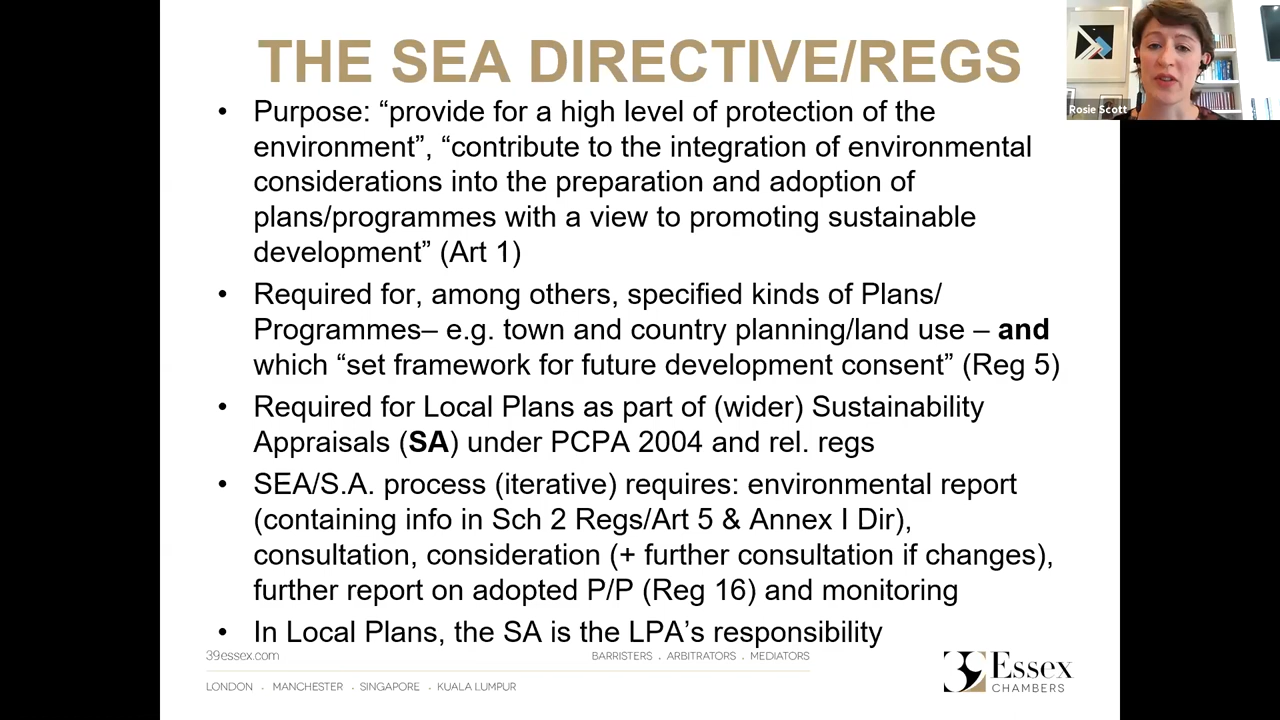 THE SEA DIRECTIVE/REGS
Rosie Scott
• Purpose: “provide for a high level of protection of the
environment”, “contribute to the integration of environmental
considerations into the preparation and adoption of
plans/programmes with a view to promoting sustainable
development” (Art 1)
• Required for, among others, specified kinds of Plans/
Programmes– e.g. town and country planning/land use – and
which “set framework for future development consent” (Reg 5)
• Required for Local Plans as part of (wider) Sustainability
Appraisals (SA) under PCPA 2004 and rel. regs
• SEA/S.A. process (iterative) requires: environmental report
(containing info in Sch 2 Regs/Art 5 & Annex I Dir),
consultation, consideration (+ further consultation if changes),
further report on adopted P/P (Reg 16) and monitoring
• In Local Plans, the SA is the LPA’s responsibility
39essex.com
BARRISTERS . ARBITRATORS . MEDIATORS
LONDON . MANCHESTER . SINGAPORE . KUALA LUMPUR
39 Essex
CHAMBERS